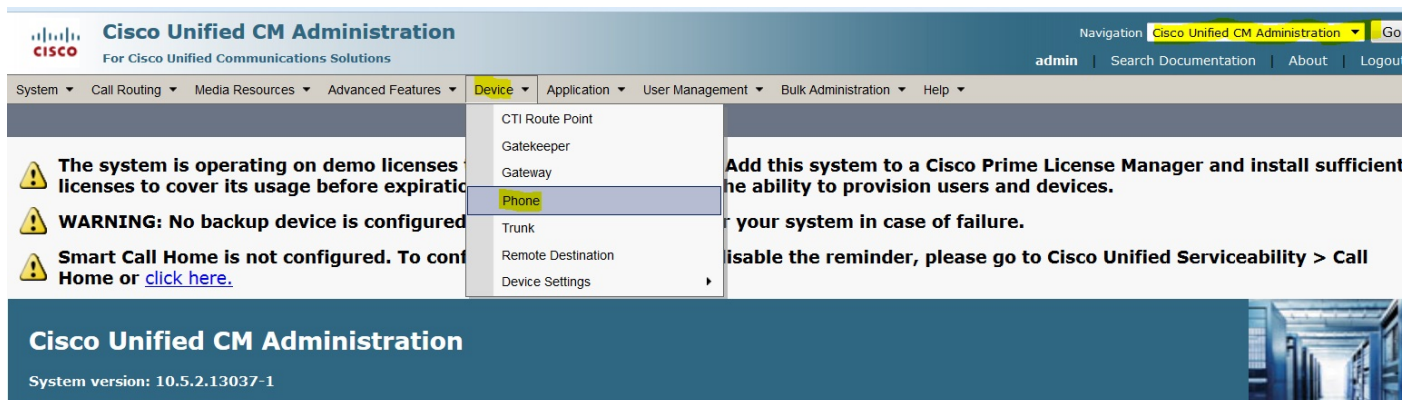 CISCO
Cisco Unified CM Administration
For Cisco Unified Communications Solutions
Navigation Cisco Unified CM Administration Go
admin | Search Documentation | About | Logout
System Call Routing Media Resources Advanced Features Device Application User Management Bulk Administration Help
CTI Route Point
Gatekeeper
Gateway
Phone
Trunk
Remote Destination
Device Settings
The system is operating on demo licenses Add this system to a Cisco Prime License Manager and install sufficient
licenses to cover its usage before he ability to provision users and devices.
WARNING: No backup device is configured your system in case of failure.
Smart Call Home is not configured. To the reminder, please go to Cisco Unified Serviceability > Call
Home or click here.
Cisco Unified CM Administration
System version: 10.5.2.13037-1